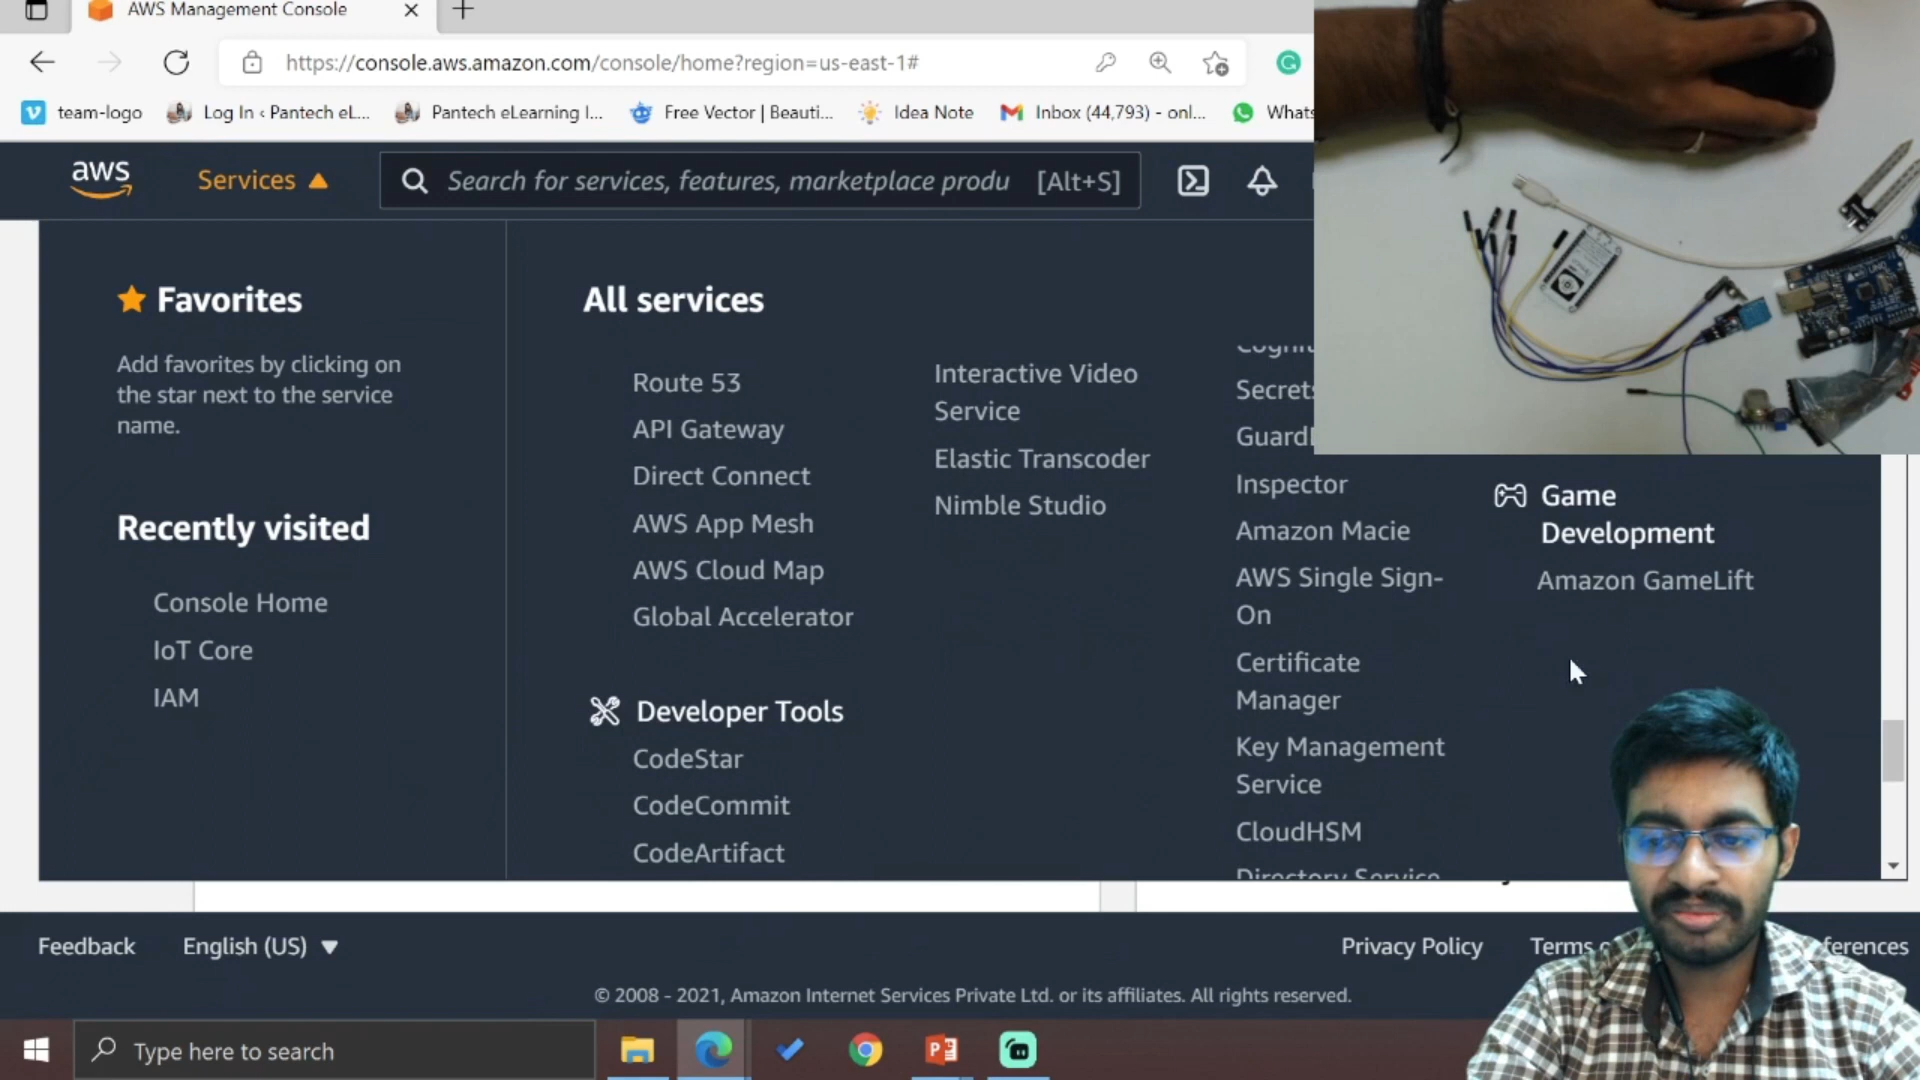 AWS Management Console
https://console.aws.amazon.com/console/home?region=us-east-1#
team-logo
Log In ‹ Pantech eL...
Pantech eLearning I...
Free Vector | Beauti...
Idea Note
Inbox (44,793) - onl...
Whats
aws
Services
Search for services, features, marketplace produ
[Alt+S]
Favorites
Add favorites by clicking on
the star next to the service
name.
Recently visited
Console Home
IoT Core
IAM
All services
Route 53
API Gateway
Direct Connect
AWS App Mesh
AWS Cloud Map
Global Accelerator
Developer Tools
CodeStar
CodeCommit
CodeArtifact
Interactive Video
Service
Elastic Transcoder
Nimble Studio
Secrets
Inspector
Amazon Macie
AWS Single Sign-
On
Certificate
Manager
Key Management
Service
CloudHSM
Directory Service
Game
Development
Amazon GameLift
Feedback
English (US)
Privacy Policy
Terms
ferences
© 2008 - 2021, Amazon Internet Services Private Ltd. or its affiliates. All rights reserved.
Type here to search